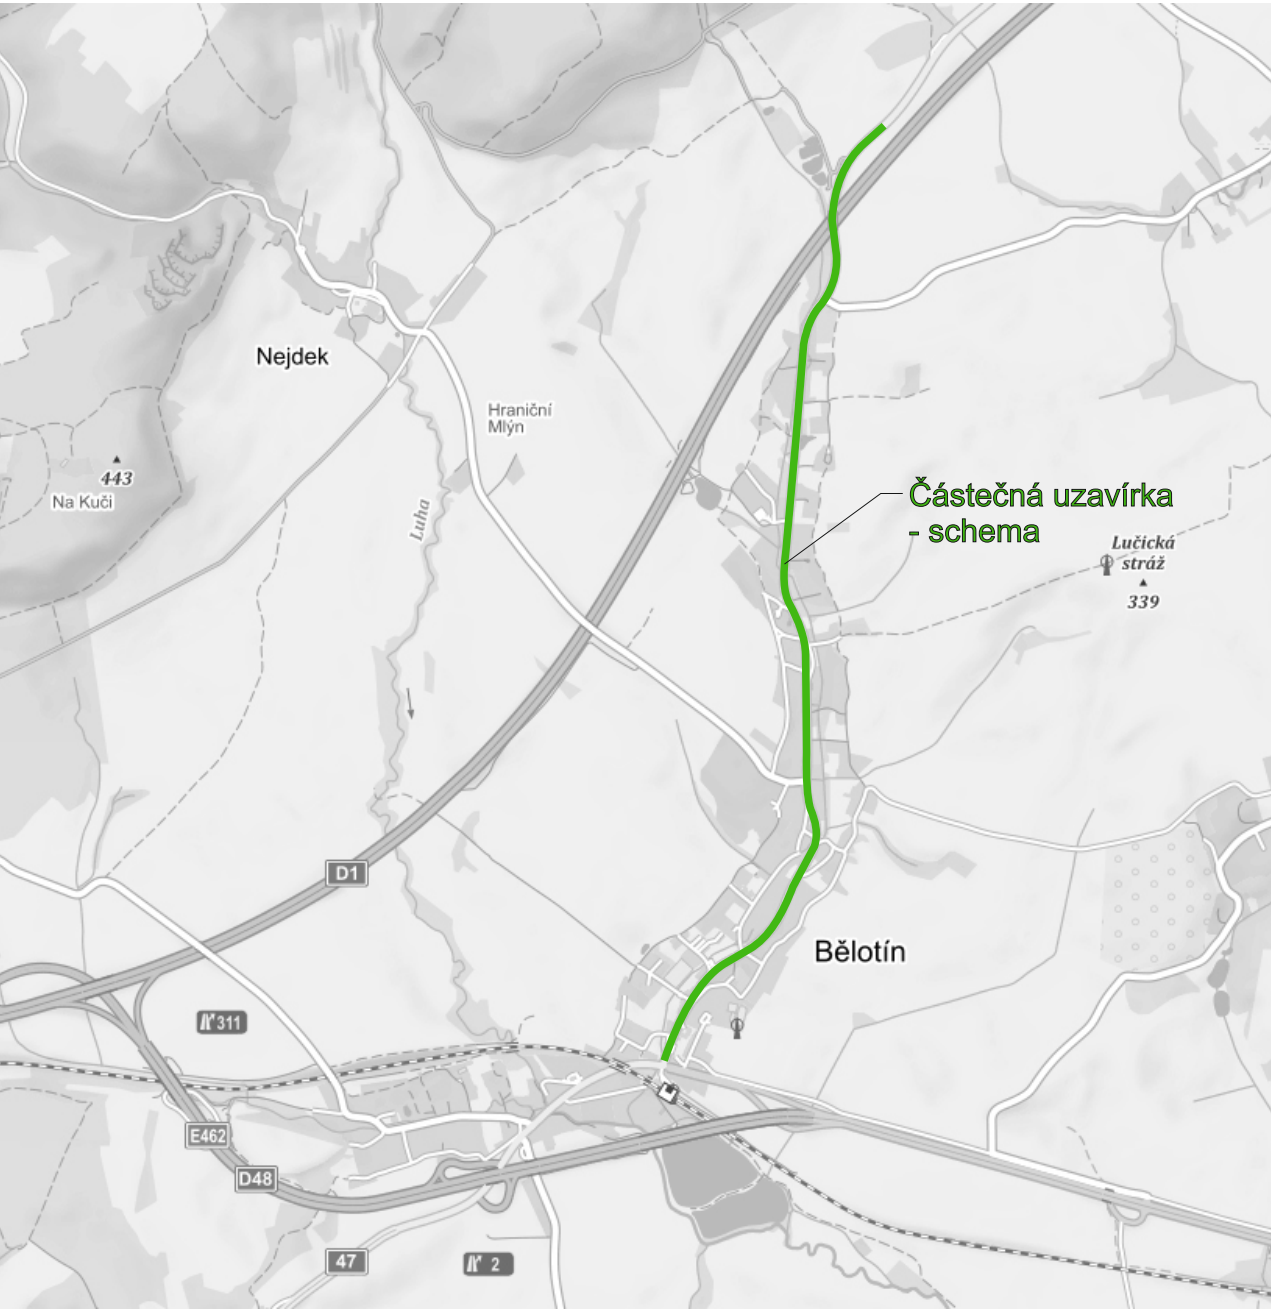 Nejdek
Hraniční
Mlýn
443
Na Kuči
Luha
Částečná uzavírka
- schema
Lučická
stráž
339
D1
Bělotín
311
E462
D48
47
2